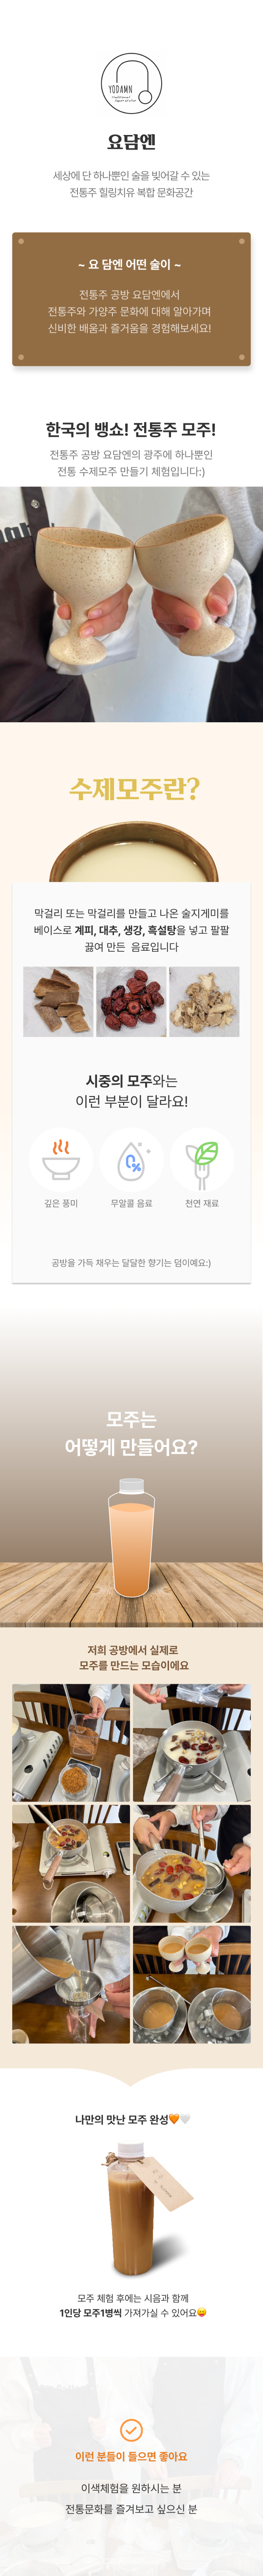 YODAMN
요담엔
세상에 단 하나뿐인 술을 빚어갈 수 있는
전통주 힐링치유 복합 문화공간
~ 요 담엔 어떤 술이 ~
전통주 공방 요담엔에서
전통주와 가양주 문화에 대해 알아가며
신비한 배움과 즐거움을 경험해보세요!
한국의 뱅쇼! 전통주 모주!
전통주 공방 요담엔의 광주에 하나뿐인
전통 수제모주 만들기 체험입니다:)
수제모주란?
막걸리 또는 막걸리를 만들고 나온 술지게미를
베이스로 계피, 대추, 생강, 흑설탕을 넣고 팔팔
끓여 만든 음료입니다
시중의 모주와는
이런 부분이 달라요!
깊은 풍미
무알콜 음료
천연 재료
공방을 가득 채우는 달달한 향기는 덤이예요:)
모주는
어떻게 만들어요?
저희 공방에서 실제로
모주를 만드는 모습이에요
나만의 맛난 모주 완성🧡🤍
모주 체험 후에는 시음과 함께
1인당 모주1병씩 가져가실 수 있어요😛
이런 분들이 들으면 좋아요
이색체험을 원하시는 분
전통문화를 즐겨보고 싶으신 분